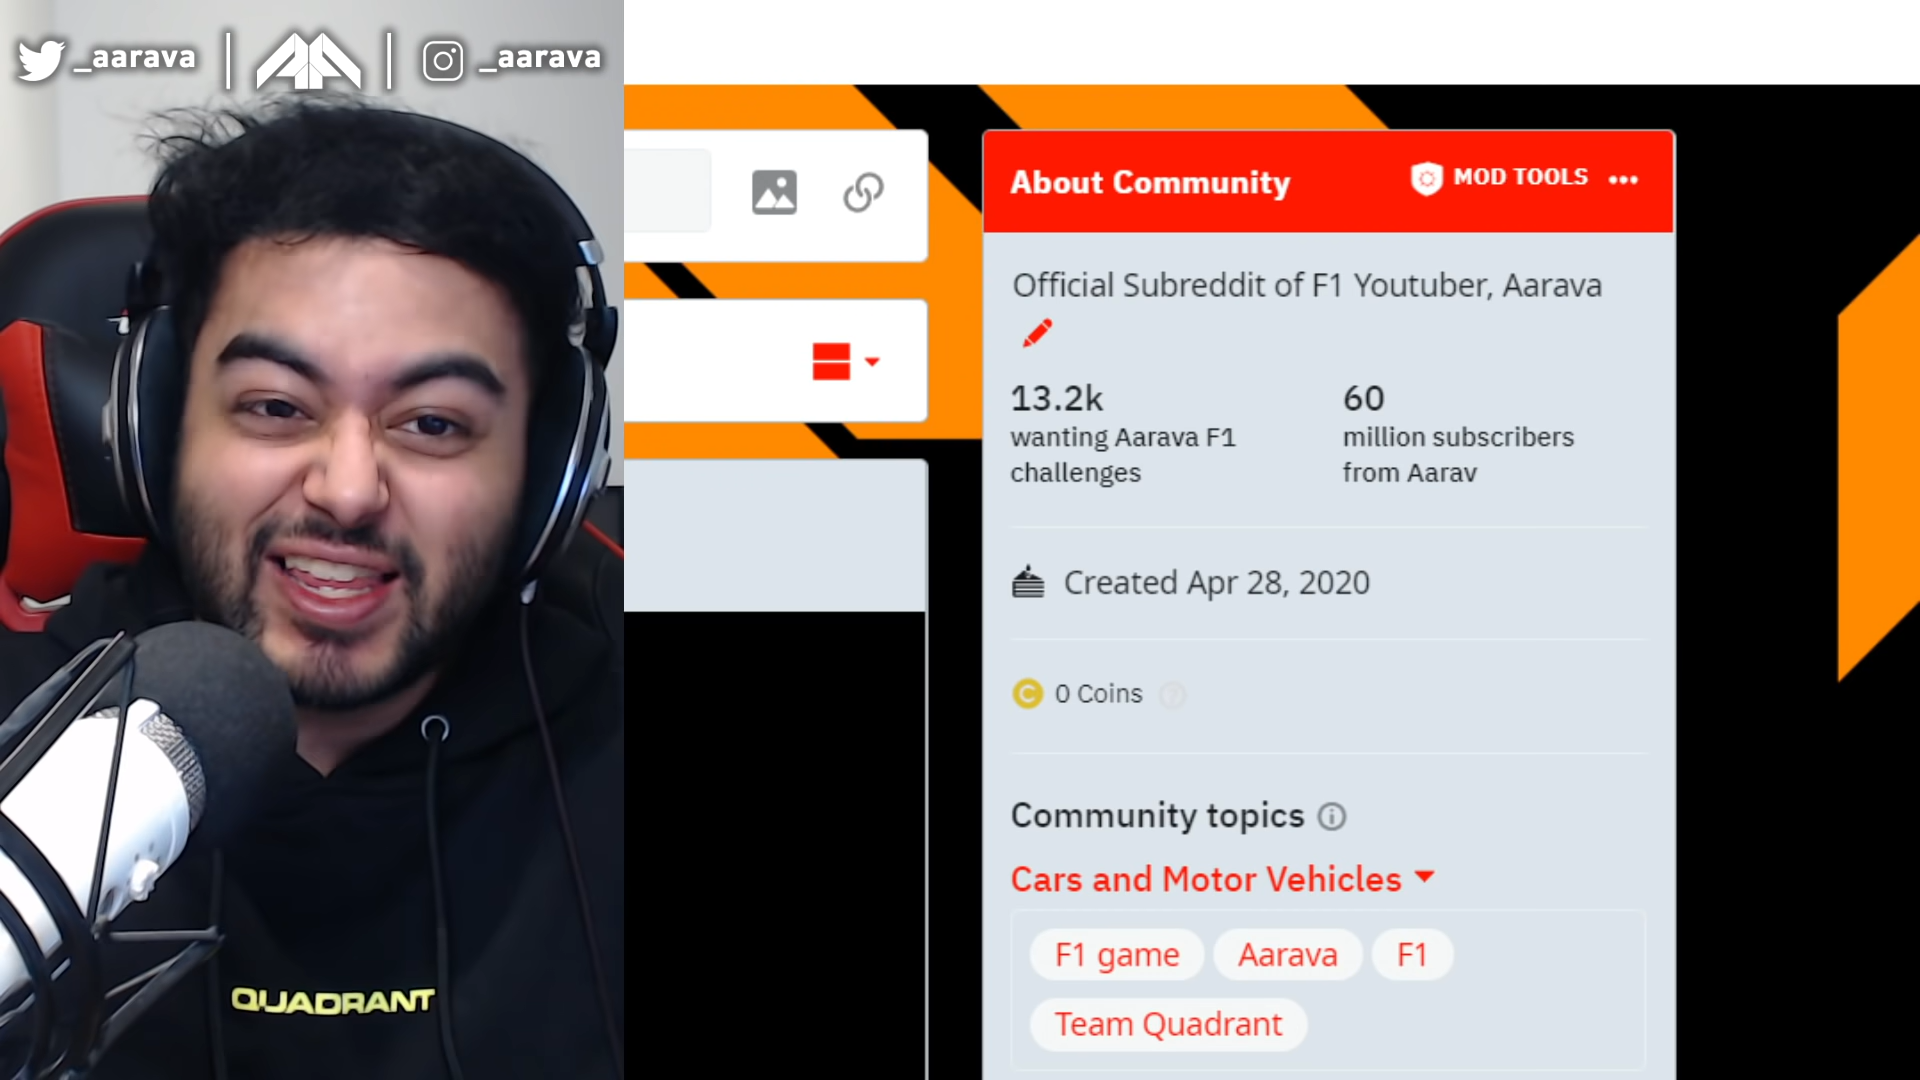 _aarava
_aarava
QUADRANT
About Community
MOD TOOLS
Official Subreddit of F1 Youtuber, Aarava
13.2k
wanting Aarava F1
challenges
60
million subscribers
from Aarav
Created Apr 28, 2020
0 Coins
Community topics
Cars and Motor Vehicles
F1 game
Aarava
F1
Team Quadrant